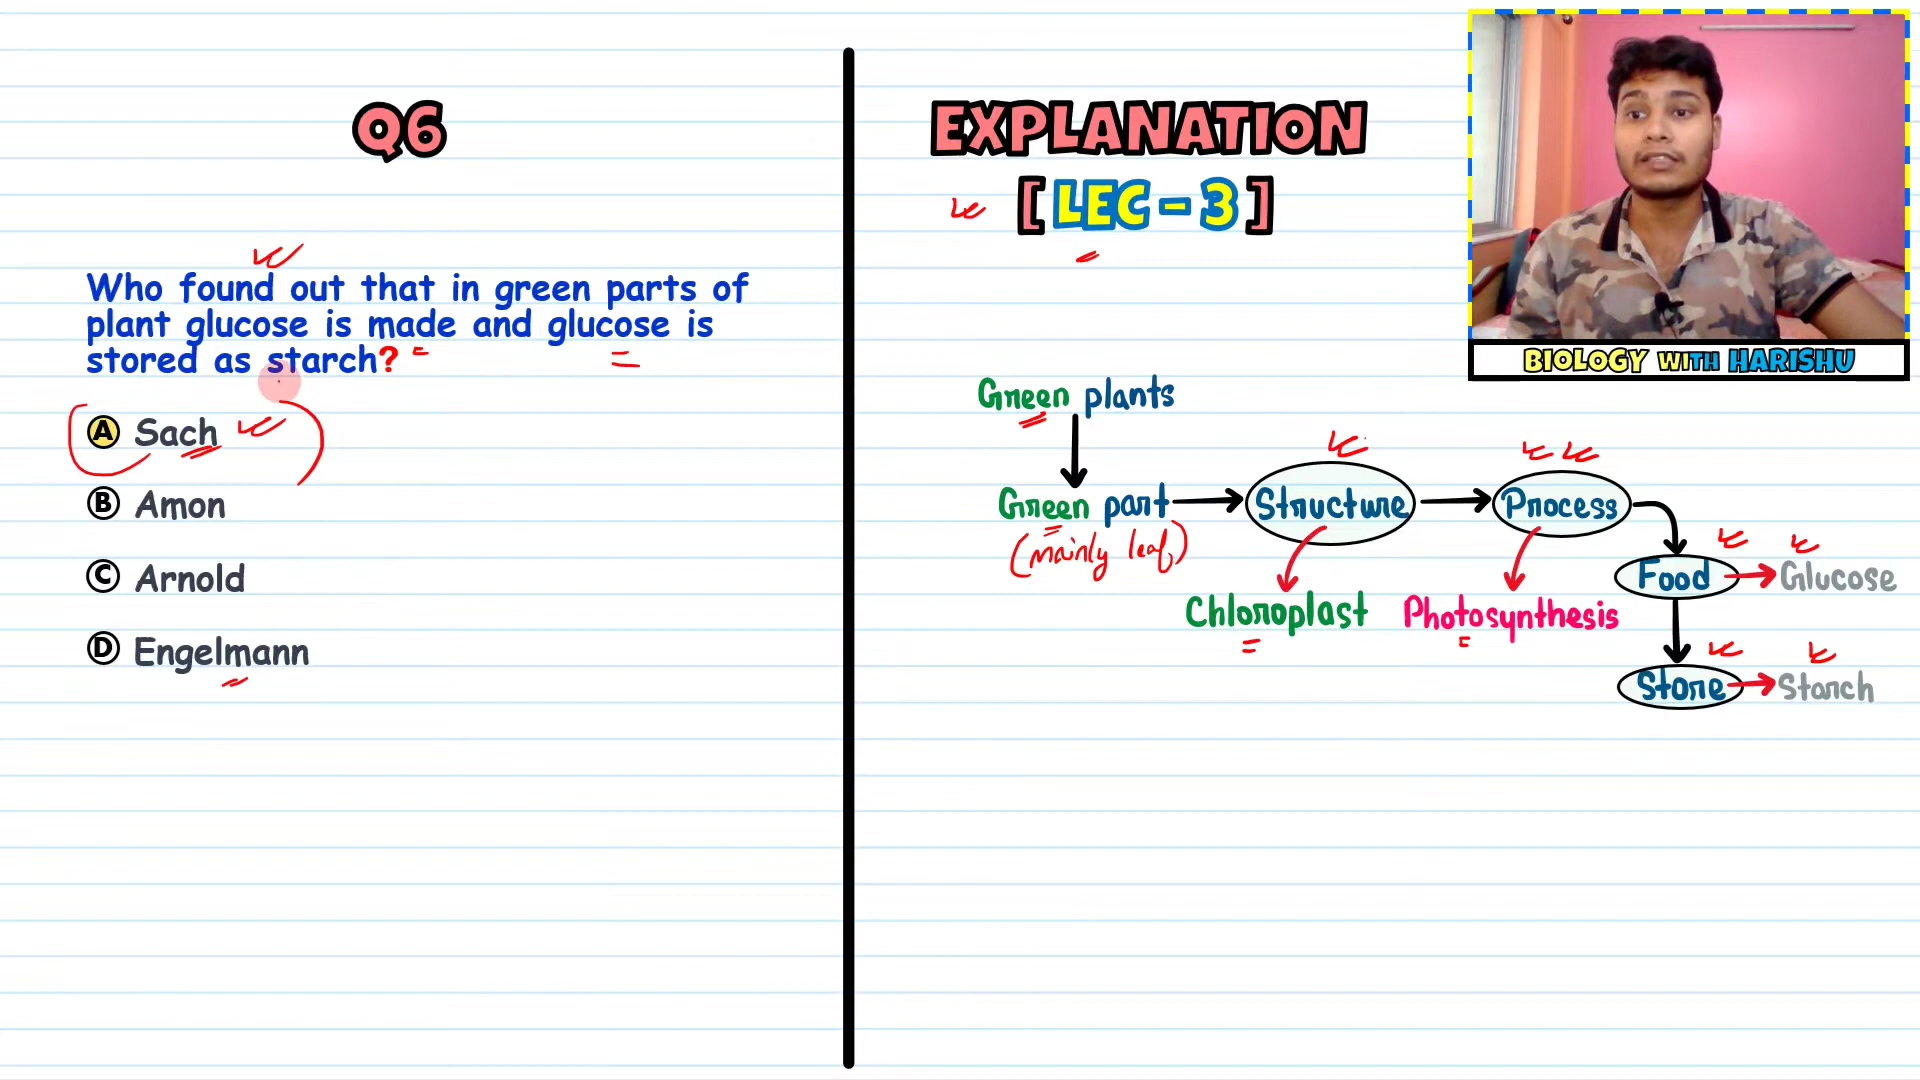 Q6
Who found out that in green parts of
plant glucose is made and glucose is
stored as starch?
A Sach
B Amon
C Arnold
D Engelmann
EXPLANATION
[ LEC - 3 ]
BIOLOGY WITH HARISHU
Green plants
Green part
(mainly leaf)
Structure
Process
Chloroplast
Photosynthesis
Food
Glucose
Store
Starch